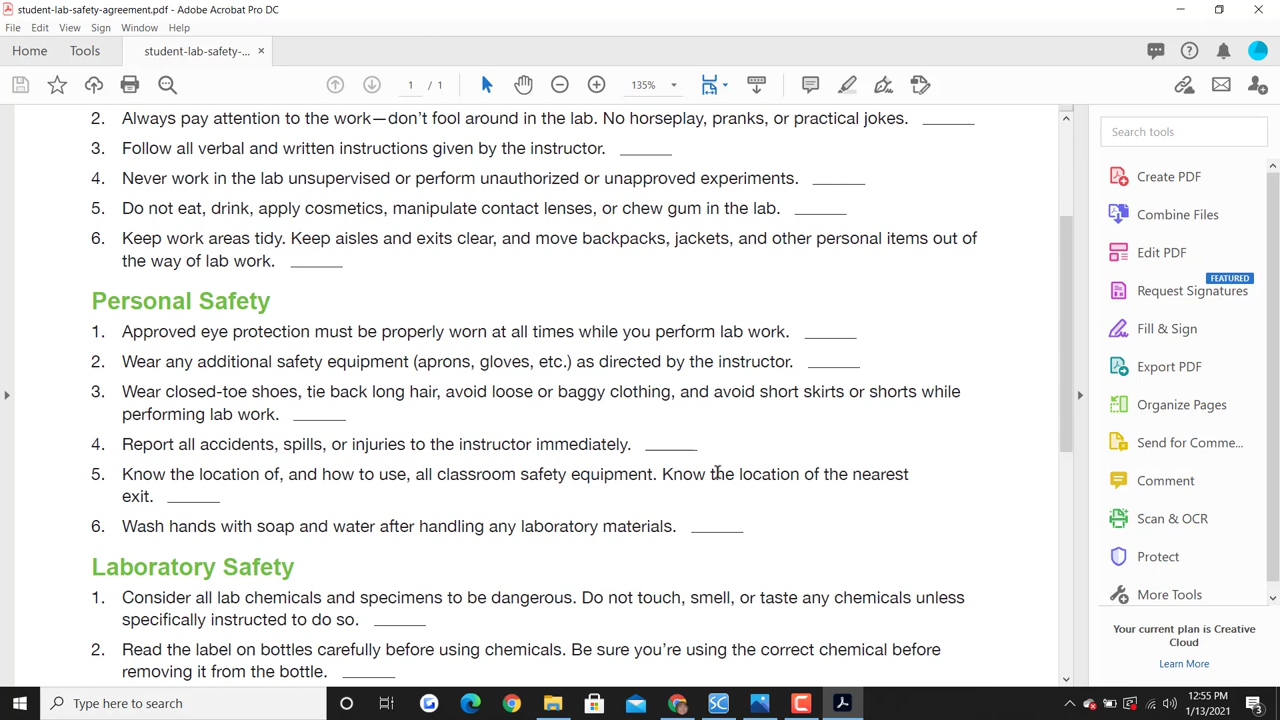 student-lab-safety-agreement.pdf - Adobe Acrobat Pro DC
File Edit View Sign Window Help
Home Tools student-lab-safety-... ×
1 / 1 135%
2. Always pay attention to the work—don't fool around in the lab. No horseplay, pranks, or practical jokes. ______
3. Follow all verbal and written instructions given by the instructor. ______
4. Never work in the lab unsupervised or perform unauthorized or unapproved experiments. ______
5. Do not eat, drink, apply cosmetics, manipulate contact lenses, or chew gum in the lab. ______
6. Keep work areas tidy. Keep aisles and exits clear, and move backpacks, jackets, and other personal items out of
the way of lab work. ______
Personal Safety
1. Approved eye protection must be properly worn at all times while you perform lab work. ______
2. Wear any additional safety equipment (aprons, gloves, etc.) as directed by the instructor. ______
3. Wear closed-toe shoes, tie back long hair, avoid loose or baggy clothing, and avoid short skirts or shorts while
performing lab work. ______
4. Report all accidents, spills, or injuries to the instructor immediately. ______
5. Know the location of, and how to use, all classroom safety equipment. Know the location of the nearest
exit. ______
6. Wash hands with soap and water after handling any laboratory materials. ______
Laboratory Safety
1. Consider all lab chemicals and specimens to be dangerous. Do not touch, smell, or taste any chemicals unless
specifically instructed to do so. ______
2. Read the label on bottles carefully before using chemicals. Be sure you're using the correct chemical before
removing it from the bottle. ______
Search tools
Create PDF
Combine Files
Edit PDF
FEATURED
Request Signatures
Fill & Sign
Export PDF
Organize Pages
Send for Comme...
Comment
Scan & OCR
Protect
More Tools
Your current plan is Creative
Cloud
Learn More
Type here to search
SC
12:55 PM
1/13/2021
3